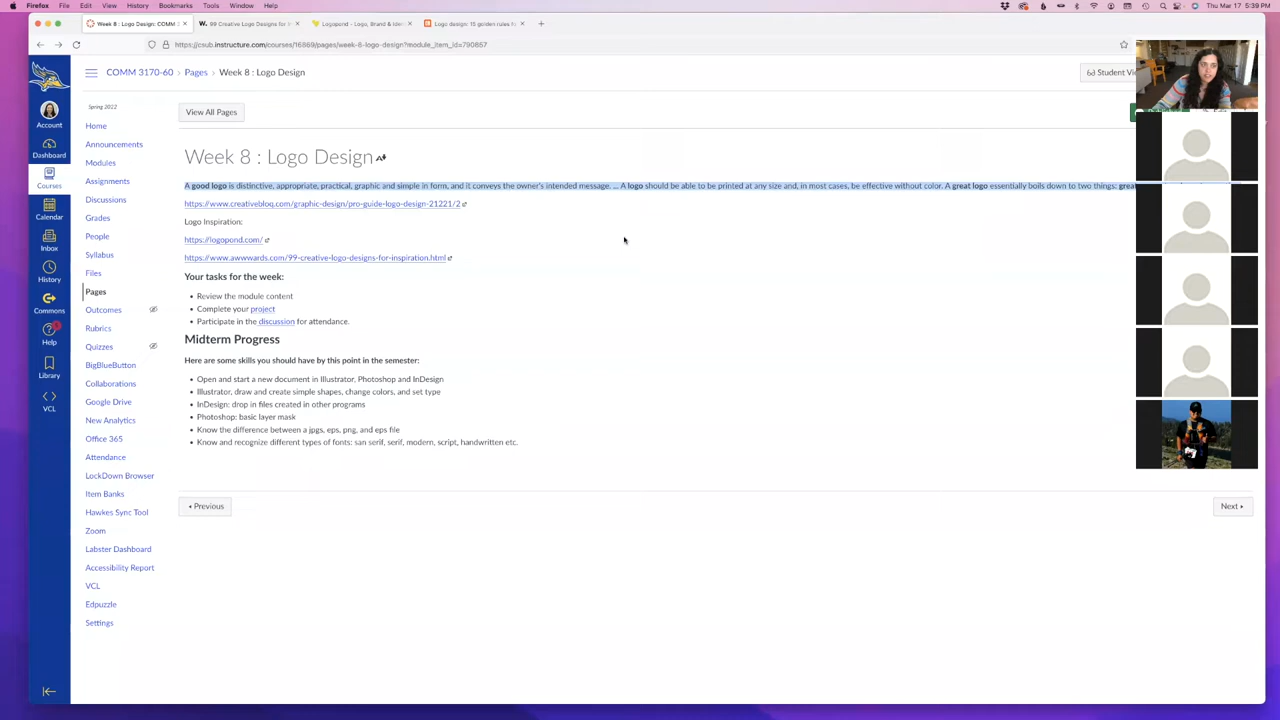 Firefox File Edit View History Bookmarks Tools Window Help Thu Mar 17 5:39 PM
Week 8 : Logo Design: COMM 3 × 99 Creative Logo Designs for I × Logopond - Logo, Brand & Iden × Logo design: 15 golden rules fo × +
https://csub.instructure.com/courses/16869/pages/week-8-logo-design?module_item_id=790857
COMM 3170-60 › Pages › Week 8 : Logo Design
Student Vi
Spring 2022
View All Pages
Account
Dashboard
Courses
Calendar
Inbox
History
Commons
Help
Library
VCL
Home
Announcements
Modules
Assignments
Discussions
Grades
People
Syllabus
Files
Pages
Outcomes
Rubrics
Quizzes
BigBlueButton
Collaborations
Google Drive
New Analytics
Office 365
Attendance
LockDown Browser
Item Banks
Hawkes Sync Tool
Zoom
Labster Dashboard
Accessibility Report
VCL
Edpuzzle
Settings
Week 8 : Logo Design
A good logo is distinctive, appropriate, practical, graphic and simple in form, and it conveys the owner's intended message. ... A logo should be able to be printed at any size and, in most cases, be effective without color. A great logo essentially boils down to two things: great
https://www.creativebloq.com/graphic-design/pro-guide-logo-design-21221/2
Logo Inspiration:
https://logopond.com/
https://www.awwwards.com/99-creative-logo-designs-for-inspiration.html
Your tasks for the week:
• Review the module content
• Complete your project
• Participate in the discussion for attendance.
Midterm Progress
Here are some skills you should have by this point in the semester:
• Open and start a new document in Illustrator, Photoshop and InDesign
• Illustrator, draw and create simple shapes, change colors, and set type
• InDesign: drop in files created in other programs
• Photoshop: basic layer mask
• Know the difference between a jpgs, eps, png, and eps file
• Know and recognize different types of fonts: san serif, serif, modern, script, handwritten etc.
◂ Previous
Next ▸